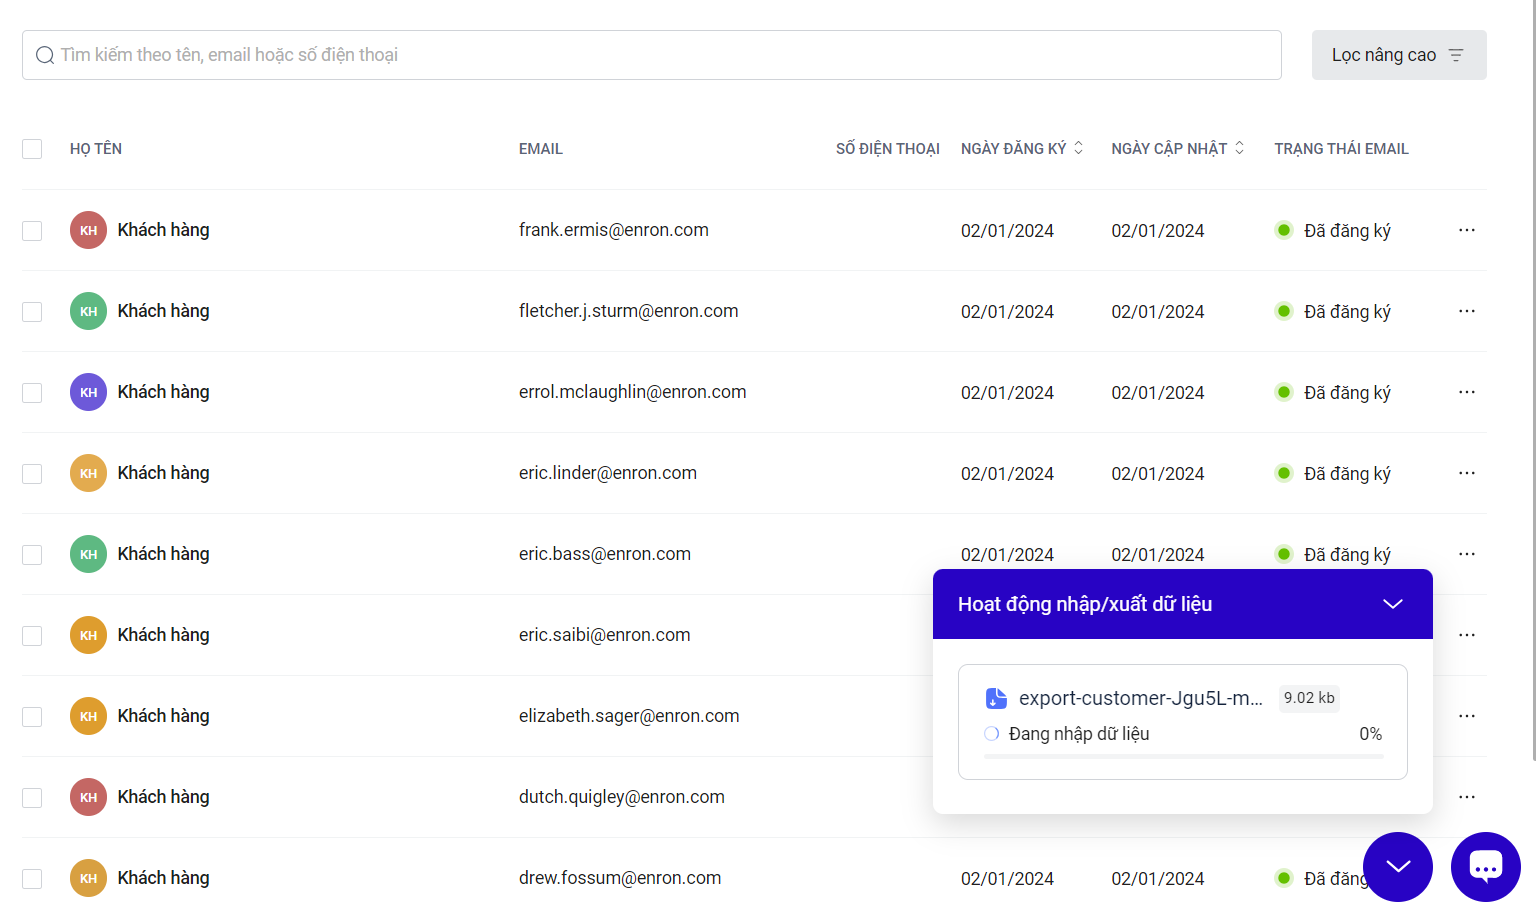 Tìm kiếm theo tên, email hoặc số điện thoại
Lọc nâng cao
HỌ TÊN EMAIL SỐ ĐIỆN THOẠI NGÀY ĐĂNG KÝ NGÀY CẬP NHẬT TRẠNG THÁI EMAIL
KH Khách hàng frank.ermis@enron.com 02/01/2024 02/01/2024 Đã đăng ký
KH Khách hàng fletcher.j.sturm@enron.com 02/01/2024 02/01/2024 Đã đăng ký
KH Khách hàng errol.mclaughlin@enron.com 02/01/2024 02/01/2024 Đã đăng ký
KH Khách hàng eric.linder@enron.com 02/01/2024 02/01/2024 Đã đăng ký
KH Khách hàng eric.bass@enron.com 02/01/2024 02/01/2024 Đã đăng ký
KH Khách hàng eric.saibi@enron.com
KH Khách hàng elizabeth.sager@enron.com
KH Khách hàng dutch.quigley@enron.com
KH Khách hàng drew.fossum@enron.com 02/01/2024 02/01/2024 Đã đăng
Hoạt động nhập/xuất dữ liệu
export-customer-Jgu5L-m... 9.02 kb
Đang nhập dữ liệu 0%